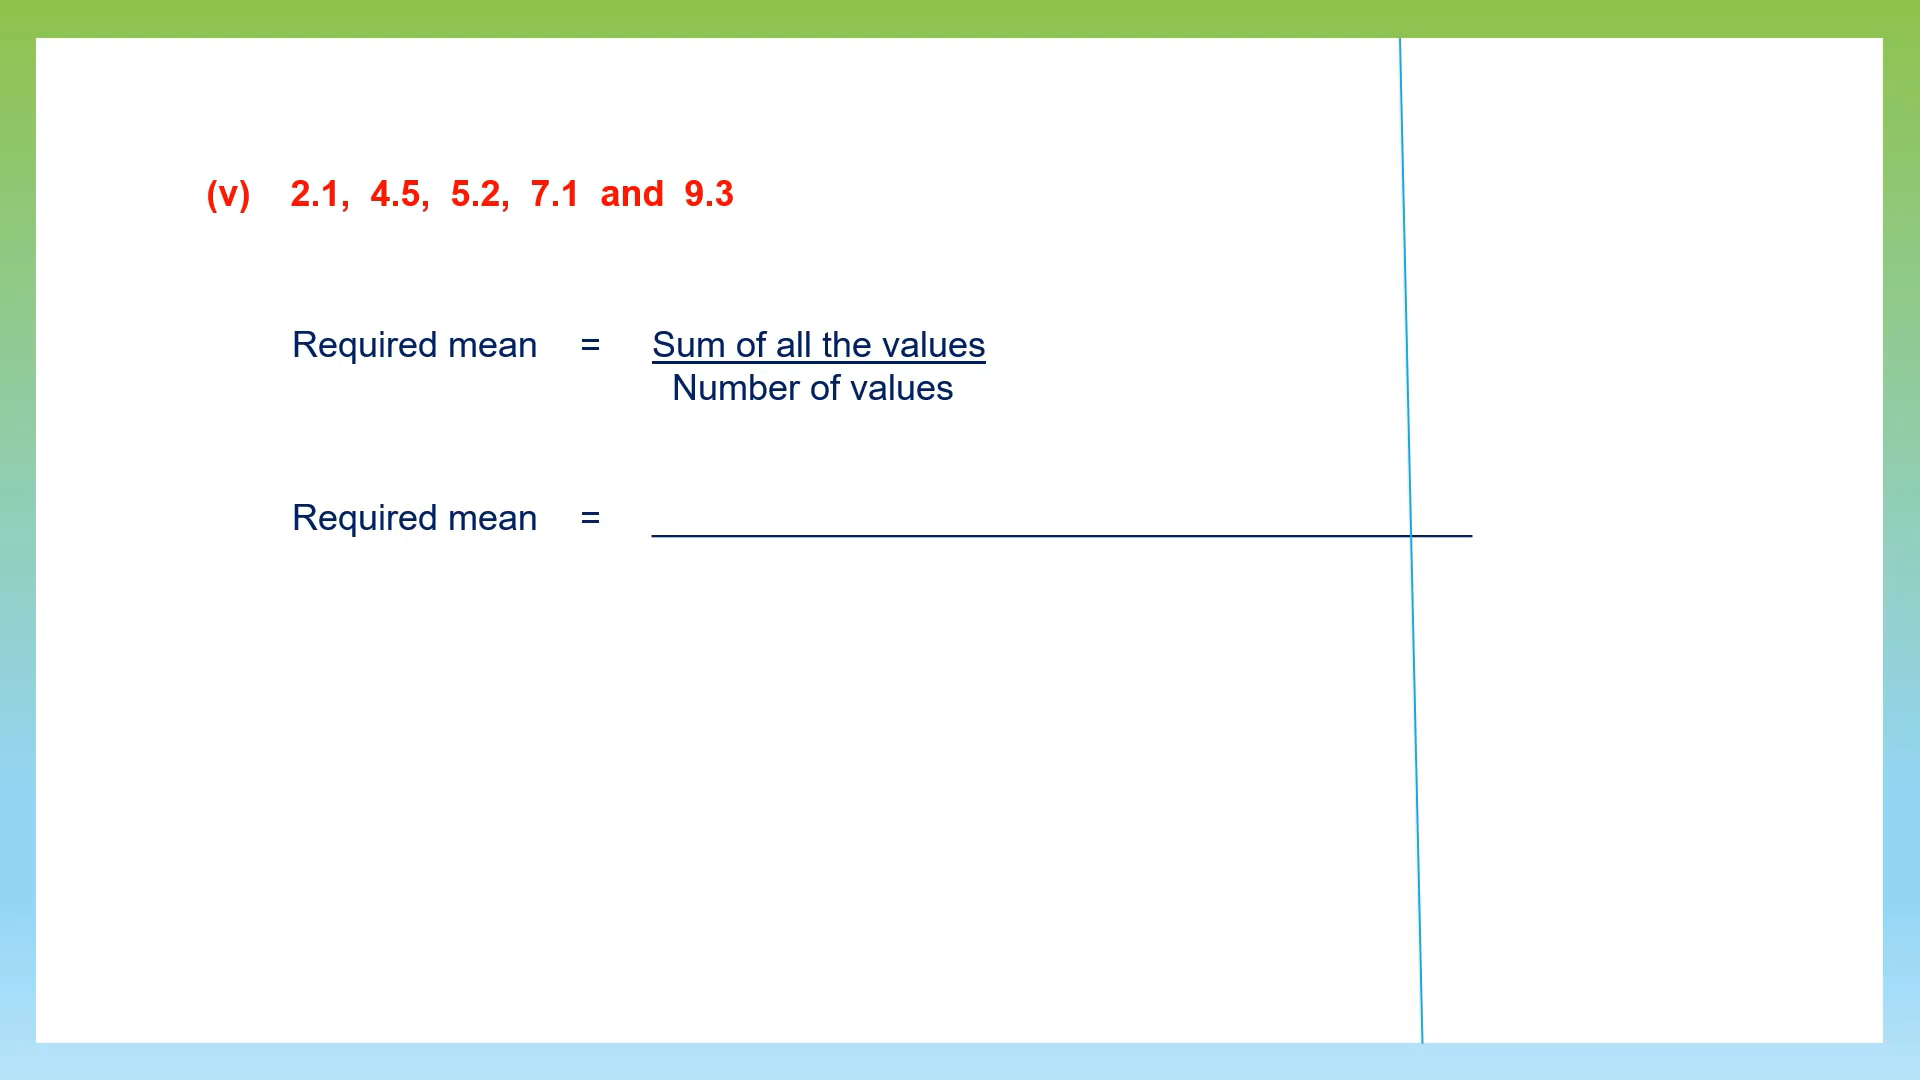 (v) 2.1, 4.5, 5.2, 7.1 and 9.3
Required mean = Sum of all the values
Number of values
Required mean =